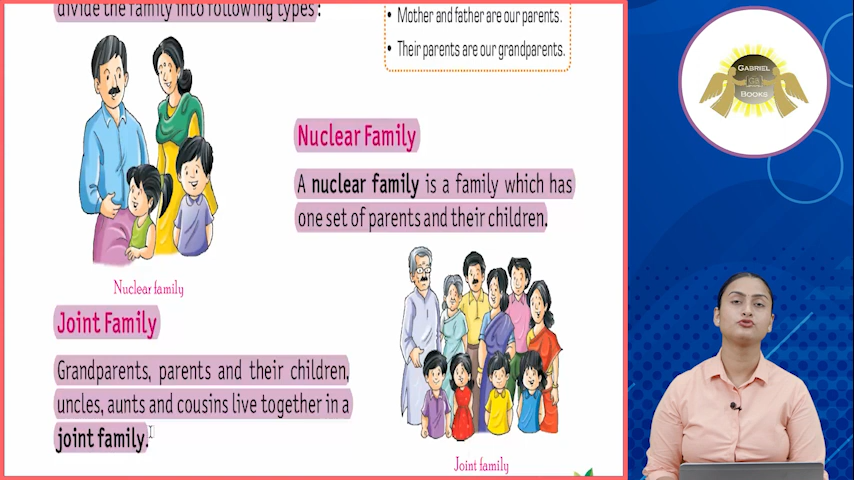 divide the family into following types:
• Mother and father are our parents.
• Their parents are our grandparents.
GABRIEL
BOOKS
Nuclear Family
A nuclear family is a family which has
one set of parents and their children.
Nuclear family
Joint Family
Grandparents, parents and their children,
uncles, aunts and cousins live together in a
joint family.
Joint family